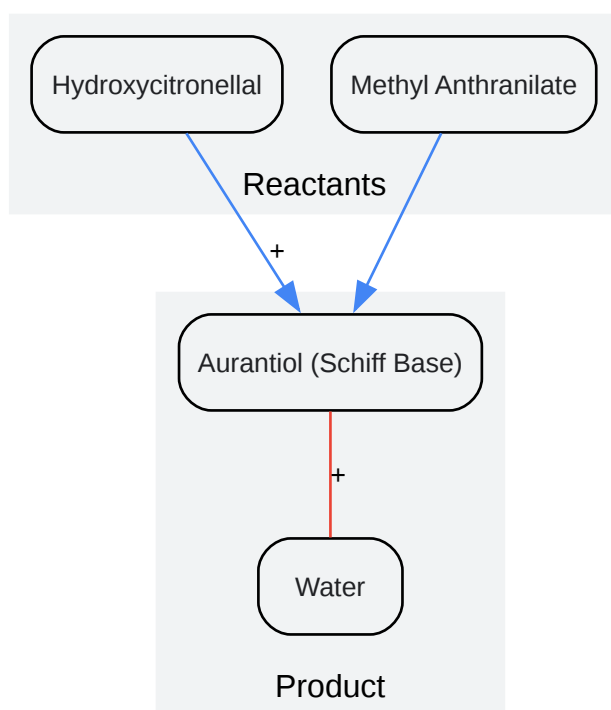 Hydroxycitronellal
Methyl Anthranilate
Reactants
+
Aurantiol (Schiff Base)
+
Water
Product